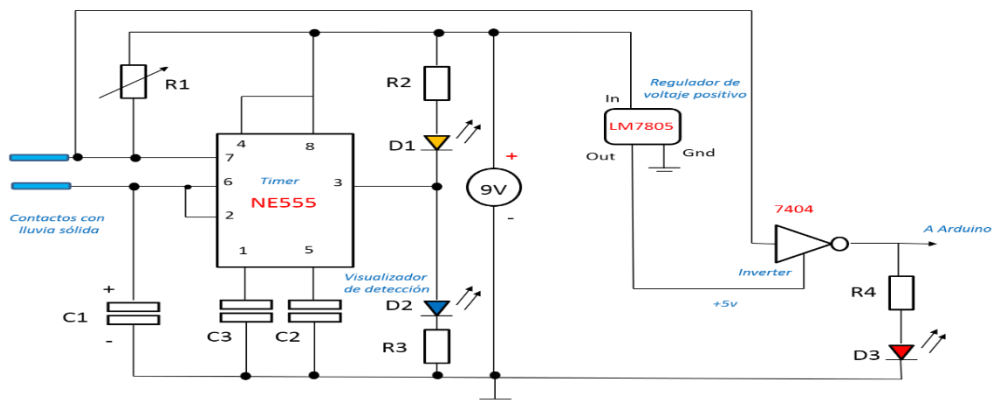 R1
R2
Regulador de
voltaje positivo
In
LM7805
Out
Gnd
D1
4
8
7
6
Timer
3
NE555
2
1
5
+
9V
-
Contactos con
lluvia sólida
7404
A Arduino
Inverter
+5v
Visualizador
de detección
+
C1
-
C3
C2
D2
R3
R4
D3